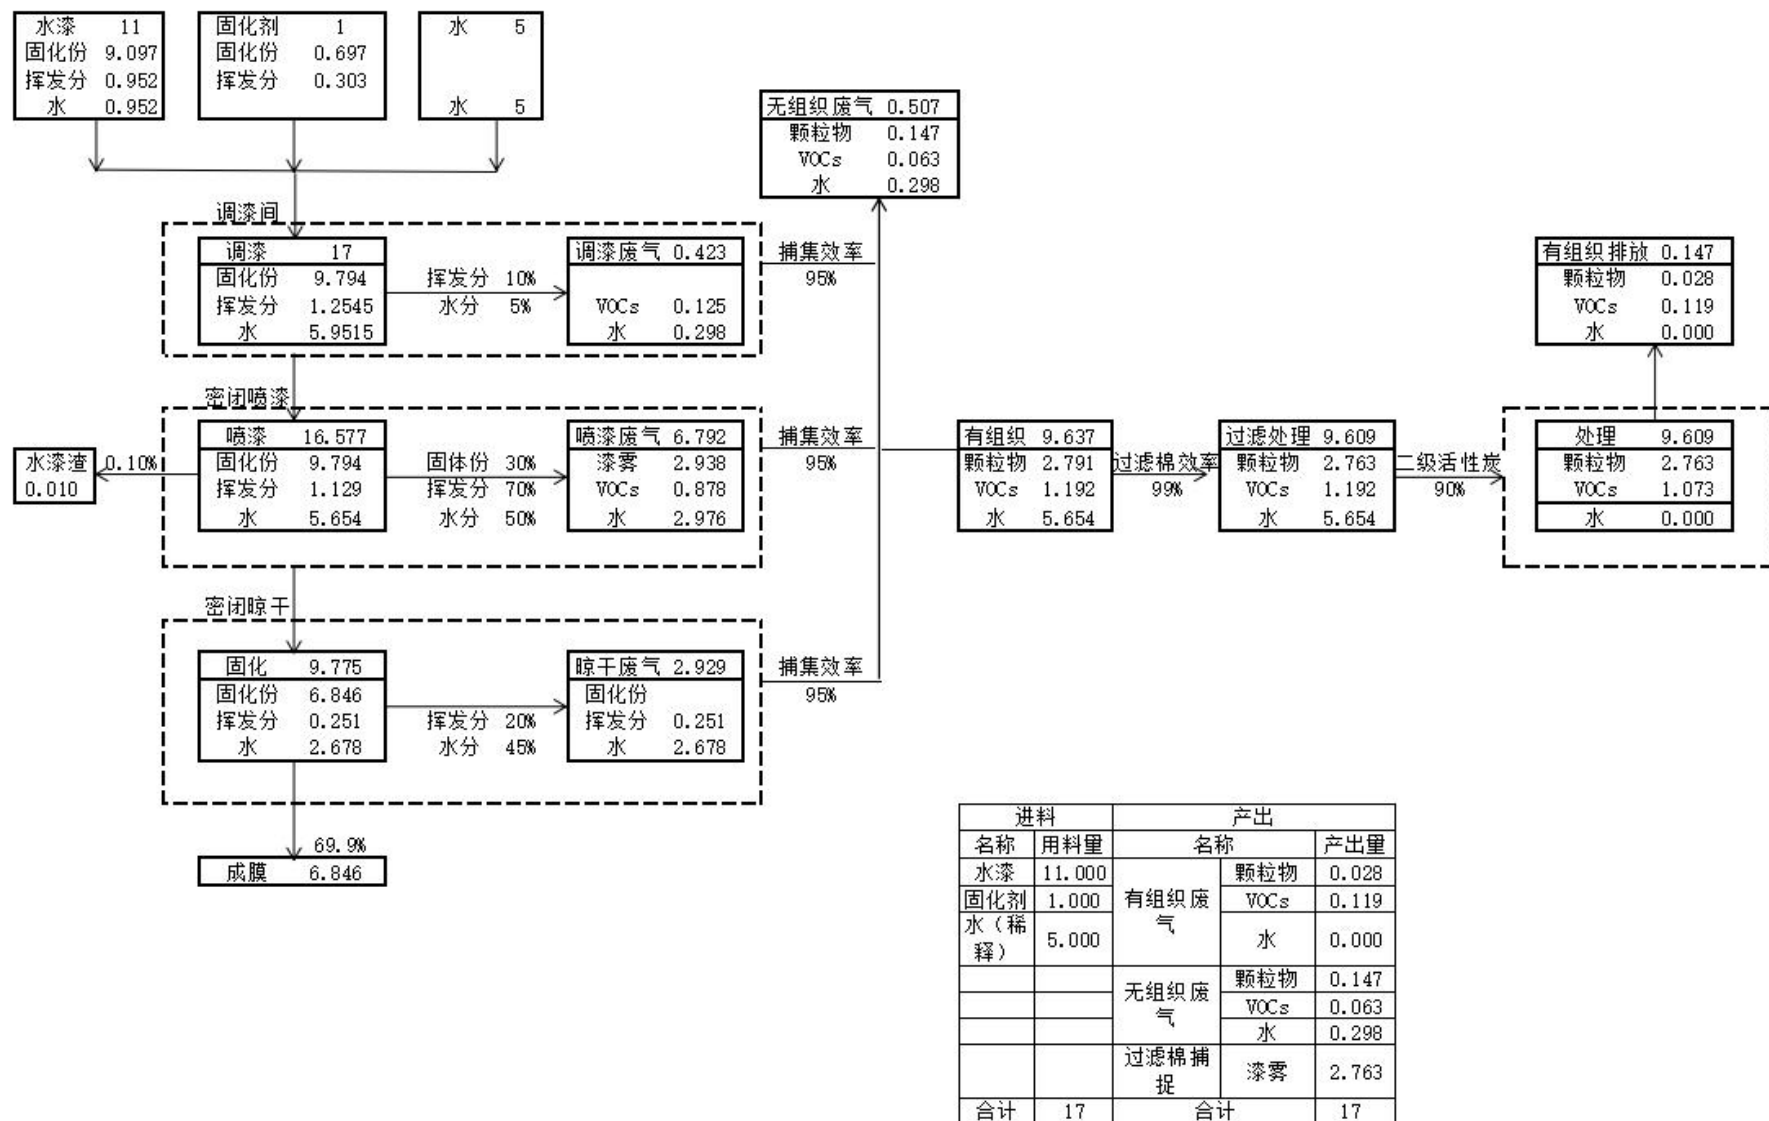 水漆 11
固化份 9.097
挥发分 0.952
水 0.952
固化剂 1
固化份 0.697
挥发分 0.303
水 5
水 5
无组织废气 0.507
颗粒物 0.147
VOCs 0.063
水 0.298
调漆间
调漆 17
固化份 9.794
挥发分 1.2545
水 5.9515
挥发分 10%
水分 5%
调漆废气 0.423
VOCs 0.125
水 0.298
捕集效率
95%
有组织排放 0.147
颗粒物 0.028
VOCs 0.119
水 0.000
密闭喷漆
水漆渣
0.010
0.10%
喷漆 16.577
固化份 9.794
挥发分 1.129
水 5.654
固体份 30%
挥发分 70%
水分 50%
喷漆废气 6.792
漆雾 2.938
VOCs 0.878
水 2.976
捕集效率
95%
有组织 9.637
颗粒物 2.791
VOCs 1.192
水 5.654
过滤棉效率
99%
过滤处理 9.609
颗粒物 2.763
VOCs 1.192
水 5.654
二级活性炭
90%
处理 9.609
颗粒物 2.763
VOCs 1.073
水 0.000
密闭晾干
固化 9.775
固化份 6.846
挥发分 0.251
水 2.678
挥发分 20%
水分 45%
晾干废气 2.929
固化份
挥发分 0.251
水 2.678
捕集效率
95%
69.9%
成膜 6.846
进料 产出
名称 用料量 名称 产出量
水漆 11.000 有组织废气 颗粒物 0.028
固化剂 1.000 VOCs 0.119
水（稀释） 5.000 水 0.000
无组织废气 颗粒物 0.147
VOCs 0.063
水 0.298
过滤棉捕捉 漆雾 2.763
合计 17 合计 17